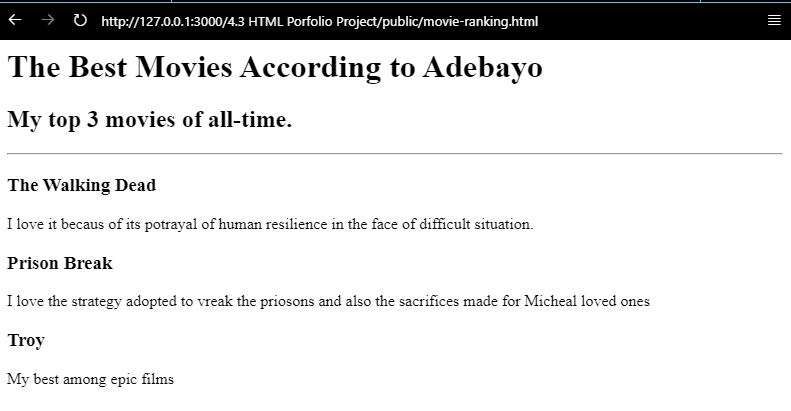 http://127.0.0.1:3000/4.3 HTML Porfolio Project/public/movie-ranking.html
The Best Movies According to Adebayo
My top 3 movies of all-time.
The Walking Dead
I love it becaus of its potrayal of human resilience in the face of difficult situation.
Prison Break
I love the strategy adopted to vreak the priosons and also the sacrifices made for Micheal loved ones
Troy
My best among epic films